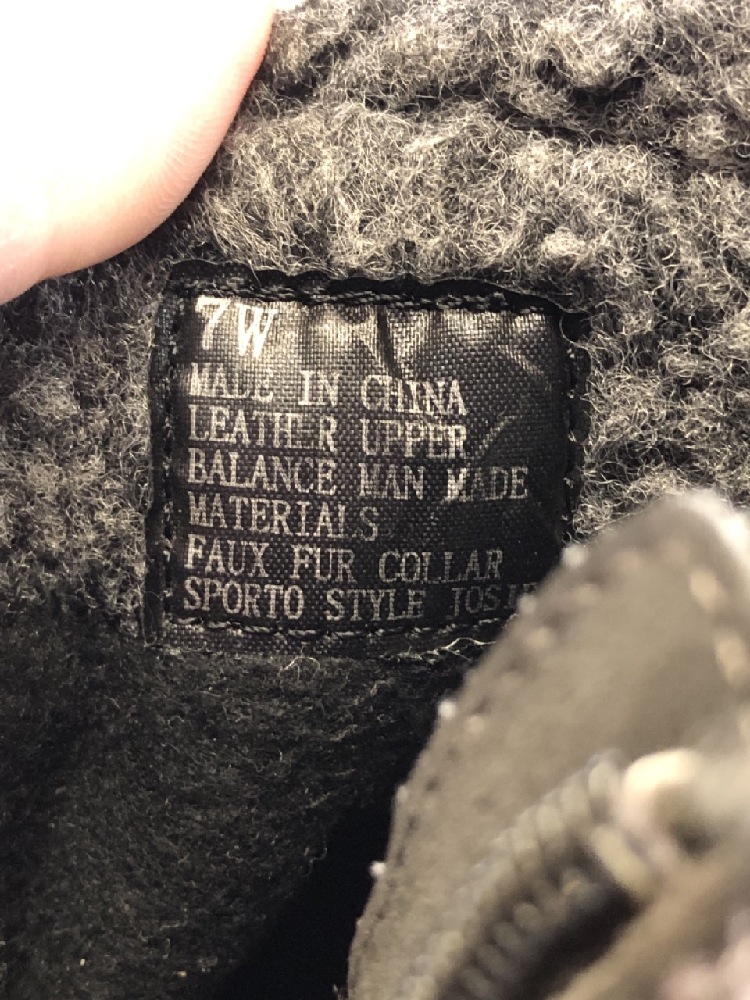 7W
MADE IN CHINA
LEATHER UPPER
BALANCE MAN MADE
MATERIALS
FAUX FUR COLLAR
SPORTO STYLE